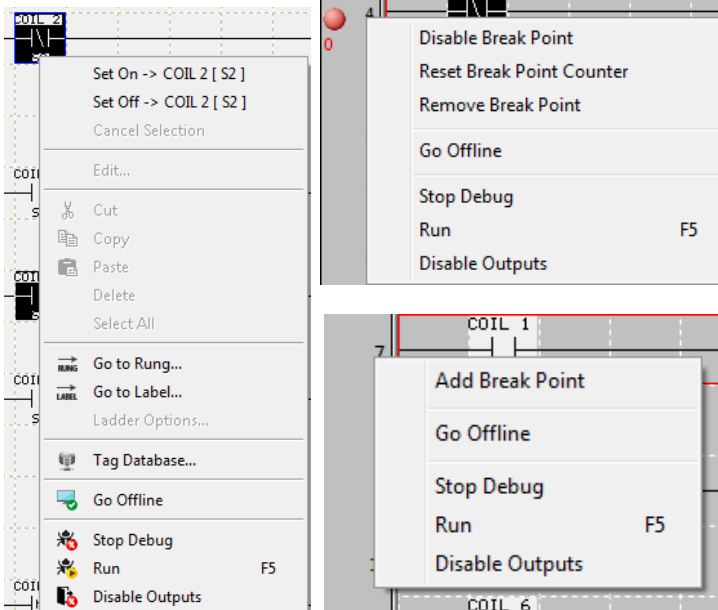 COIL 2
Set On -> COIL 2 [ S2 ]
Set Off -> COIL 2 [ S2 ]
Cancel Selection
Edit...
Cut
Copy
Paste
Delete
Select All
RUNG Go to Rung...
LABEL Go to Label...
Ladder Options...
Tag Database...
Go Offline
Stop Debug
Run F5
Disable Outputs
4
0
Disable Break Point
Reset Break Point Counter
Remove Break Point
Go Offline
Stop Debug
Run F5
Disable Outputs
COIL 1
7
Add Break Point
Go Offline
Stop Debug
Run F5
Disable Outputs
COIL 6